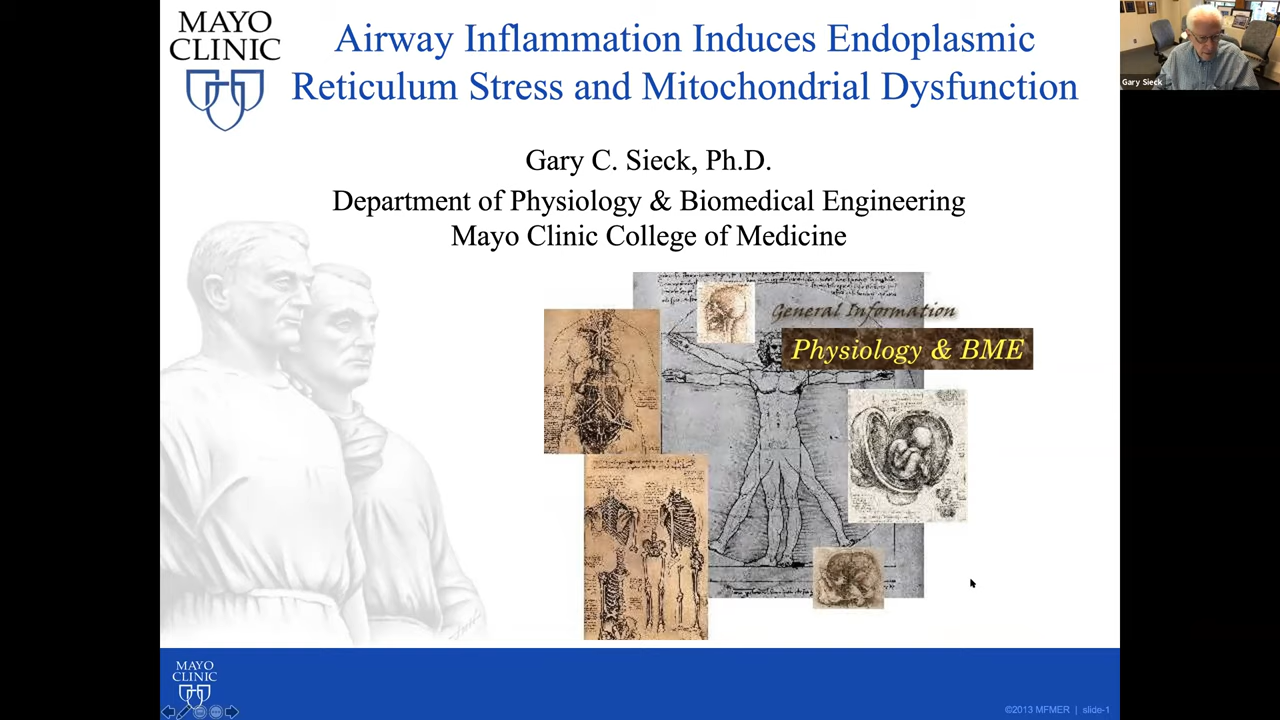 MAYO
CLINIC
Airway Inflammation Induces Endoplasmic
Reticulum Stress and Mitochondrial Dysfunction
Gary Sieck
Gary C. Sieck, Ph.D.
Department of Physiology & Biomedical Engineering
Mayo Clinic College of Medicine
General Information
Physiology & BME
MAYO
CLINIC
©2013 MFMER | slide-1